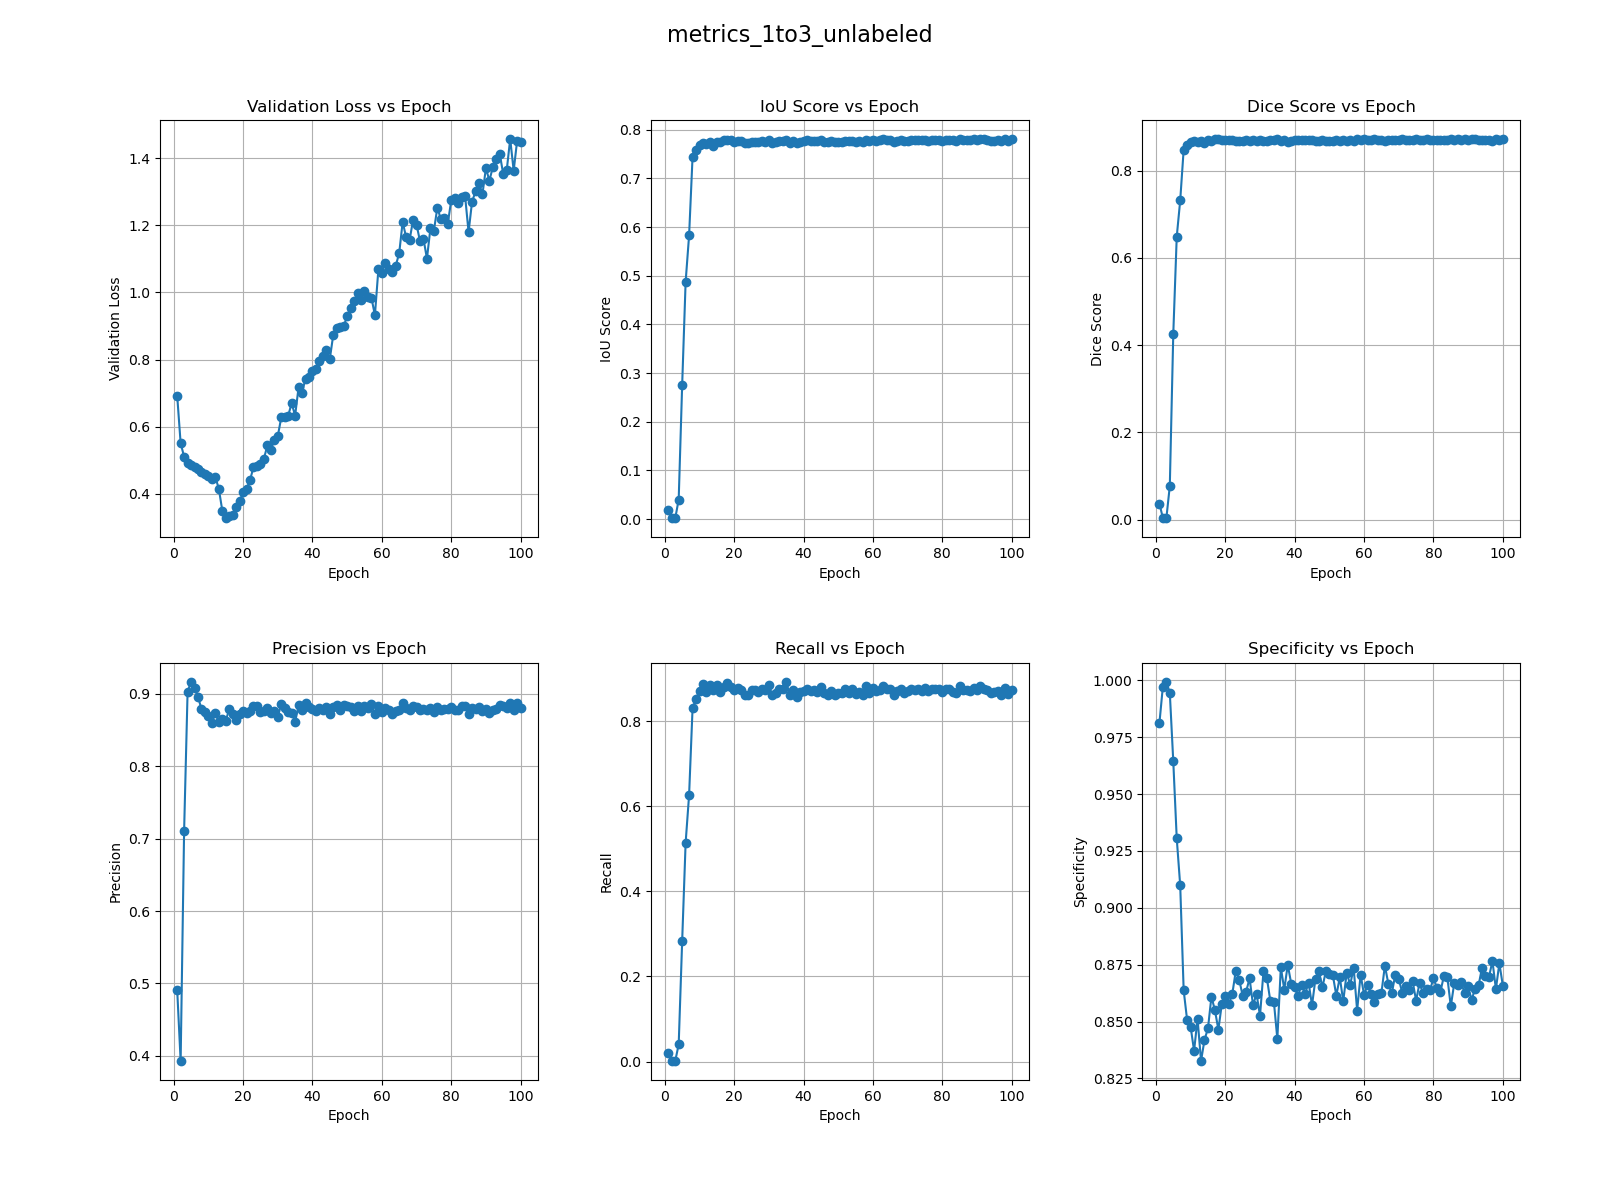 metrics_1to3_unlabeled
Validation Loss vs Epoch
Validation Loss
1.4
1.2
1.0
0.8
0.6
0.4
0 20 40 60 80 100
Epoch
IoU Score vs Epoch
IoU Score
0.8
0.7
0.6
0.5
0.4
0.3
0.2
0.1
0.0
0 20 40 60 80 100
Epoch
Dice Score vs Epoch
Dice Score
0.8
0.6
0.4
0.2
0.0
0 20 40 60 80 100
Epoch
Precision vs Epoch
Precision
0.9
0.8
0.7
0.6
0.5
0.4
0 20 40 60 80 100
Epoch
Recall vs Epoch
Recall
0.8
0.6
0.4
0.2
0.0
0 20 40 60 80 100
Epoch
Specificity vs Epoch
Specificity
1.000
0.975
0.950
0.925
0.900
0.875
0.850
0.825
0 20 40 60 80 100
Epoch